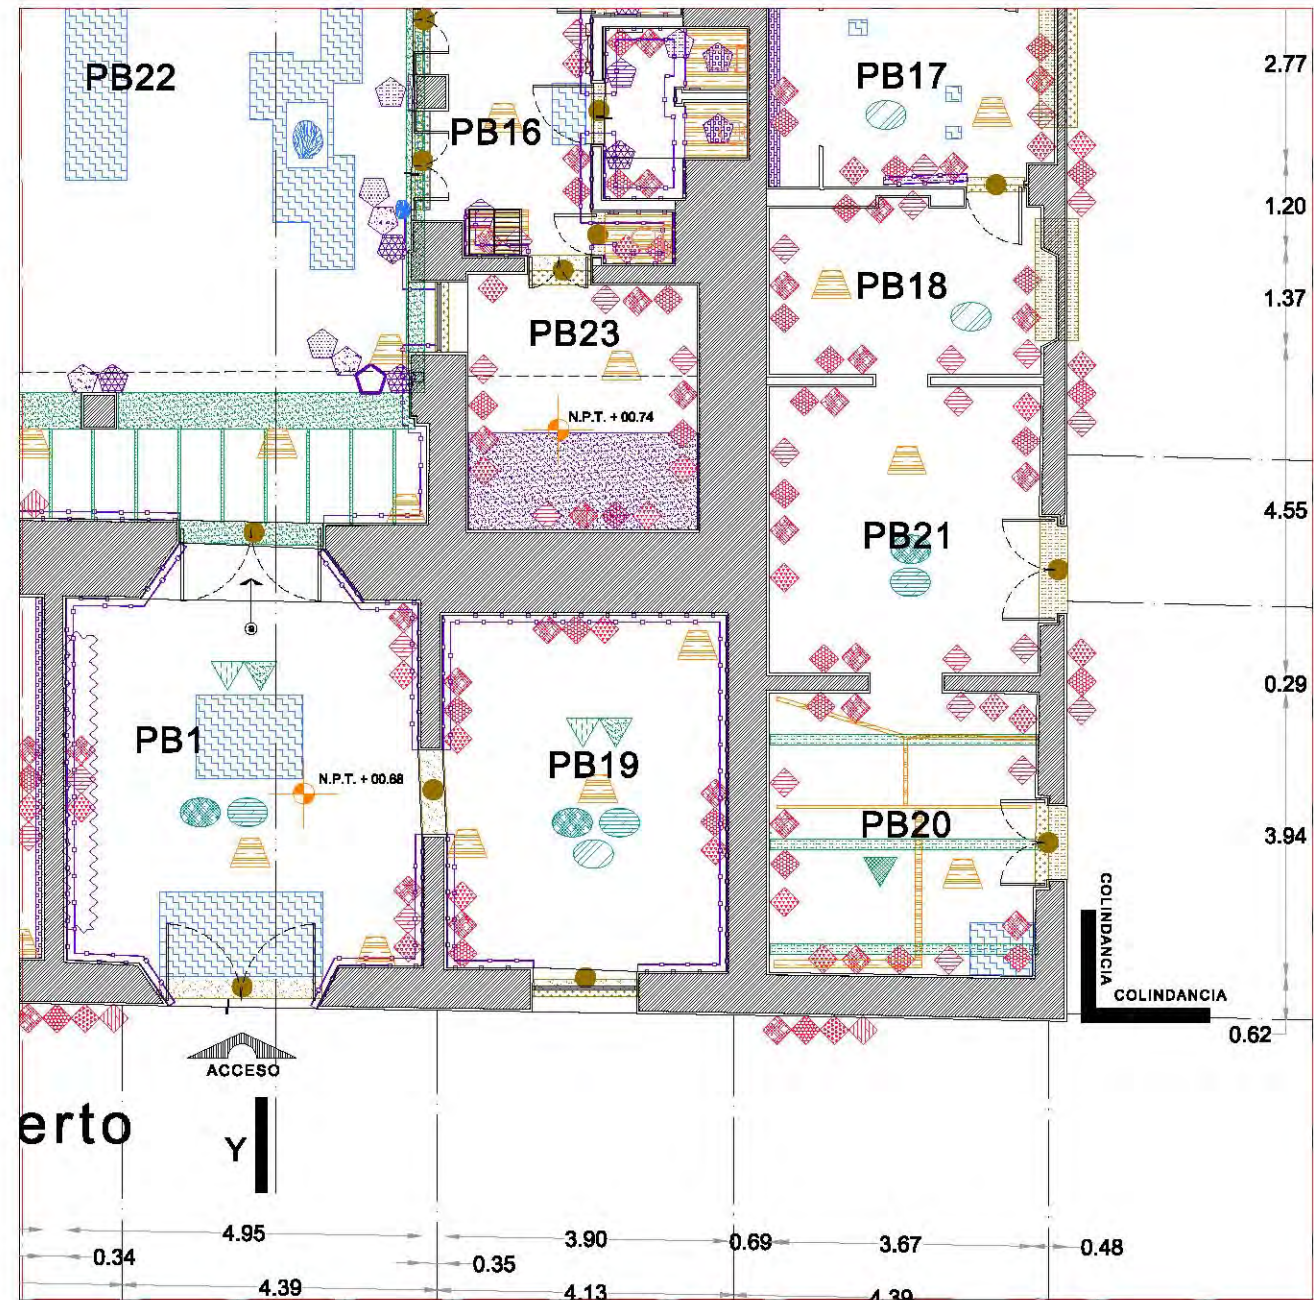 PB22
PB17
2.77
PB16
1.20
PB18
1.37
PB23
N.P.T. + 00.74
4.55
PB21
0.29
PB1
N.P.T. + 00.68
PB19
PB20
3.94
COLINDANCIA
COLINDANCIA
0.62
ACCESO
erto
Y
4.95
3.90
0.69
3.67
0.48
0.34
0.35
4.39
4.13
4.39